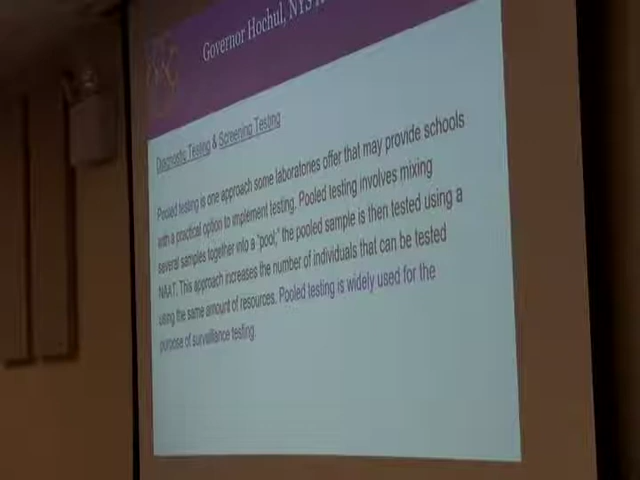 Governor Hochul, NYS
Diagnostic Testing & Screening Testing
Pooled testing is one approach some laboratories offer that may provide schools
with a practical option to implement testing. Pooled testing involves mixing
several samples together into a "pool," the pooled sample is then tested using a
NAAT. This approach increases the number of individuals that can be tested
using the same amount of resources. Pooled testing is widely used for the
purpose of surveillance testing.